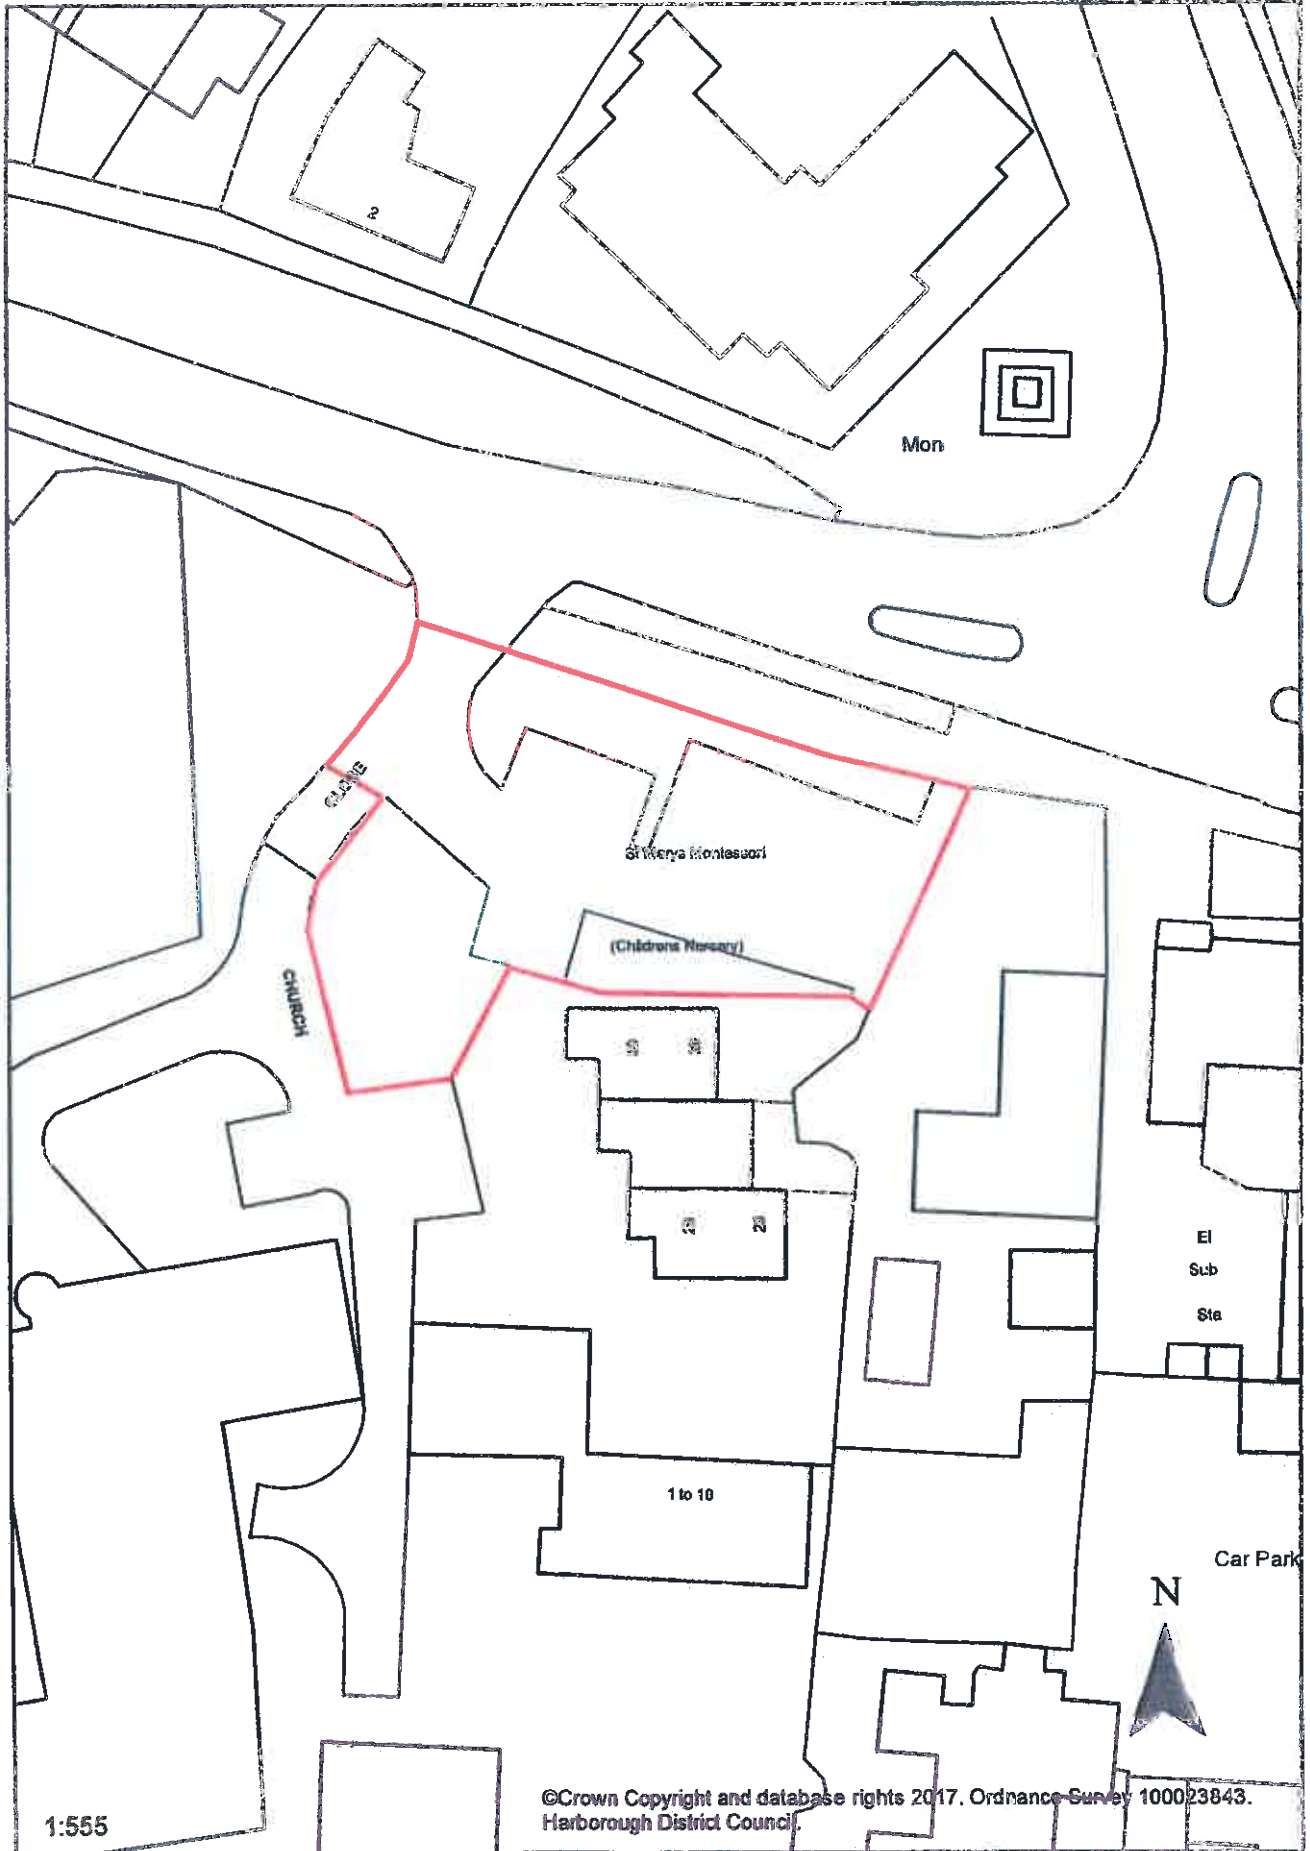 2
Mon
CLOSE
St Marys Montessori
(Childrens Nursery)
CHURCH
El
Sub
Sta
1 to 10
Car Park
N
1:555
©Crown Copyright and database rights 2017. Ordnance Survey 100023843.
Harborough District Council.